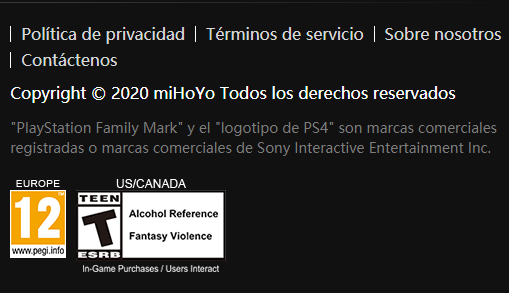 Política de privacidad | Términos de servicio | Sobre nosotros
Contáctenos
Copyright © 2020 miHoYo Todos los derechos reservados
"PlayStation Family Mark" y el "logotipo de PS4" son marcas comerciales
registradas o marcas comerciales de Sony Interactive Entertainment Inc.
EUROPE
12
www.pegi.info
US/CANADA
TEEN
T
ESRB
Alcohol Reference
Fantasy Violence
In-Game Purchases / Users Interact